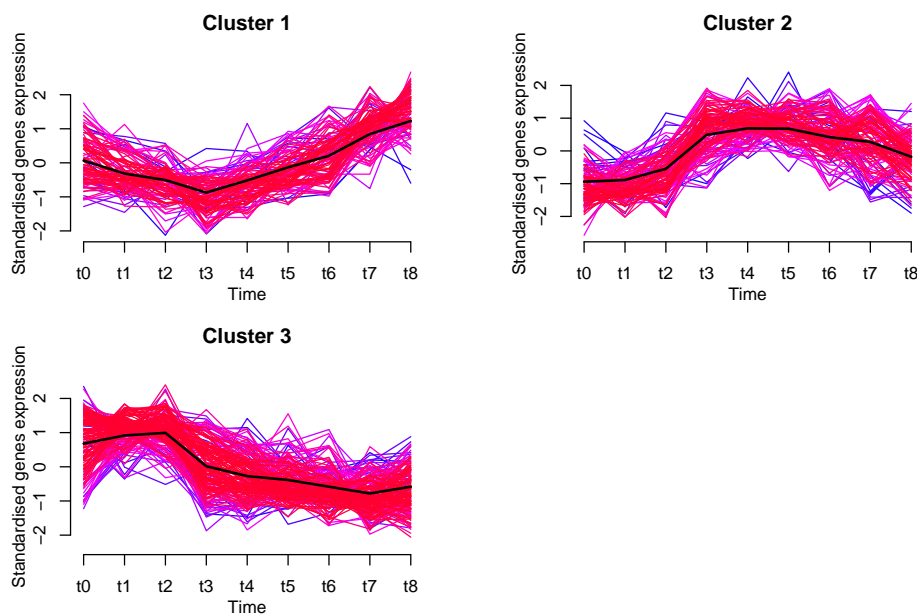 Cluster 1
Standardised genes expression
2
1
0
−1
−2
t0 t1 t2 t3 t4 t5 t6 t7 t8
Time
Cluster 2
Standardised genes expression
2
1
0
−1
−2
t0 t1 t2 t3 t4 t5 t6 t7 t8
Time
Cluster 3
Standardised genes expression
2
1
0
−1
−2
t0 t1 t2 t3 t4 t5 t6 t7 t8
Time